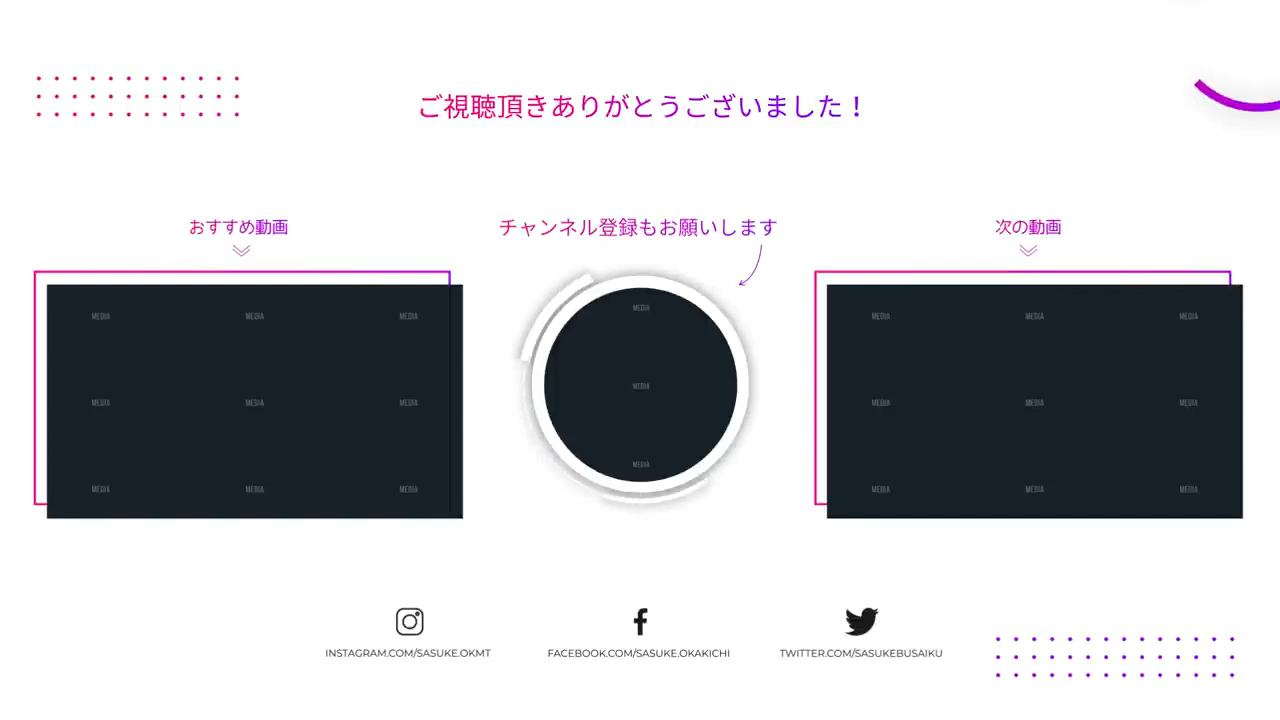 ご視聴頂きありがとうございました！
おすすめ動画
チャンネル登録もお願いします
次の動画
MEDIA MEDIA MEDIA
MEDIA MEDIA MEDIA
MEDIA MEDIA MEDIA
MEDIA
MEDIA
MEDIA
MEDIA MEDIA MEDIA
MEDIA MEDIA MEDIA
MEDIA MEDIA MEDIA
INSTAGRAM.COM/SASUKE.OKMT
FACEBOOK.COM/SASUKE.OKAKICHI
TWITTER.COM/SASUKEBUSAIKU